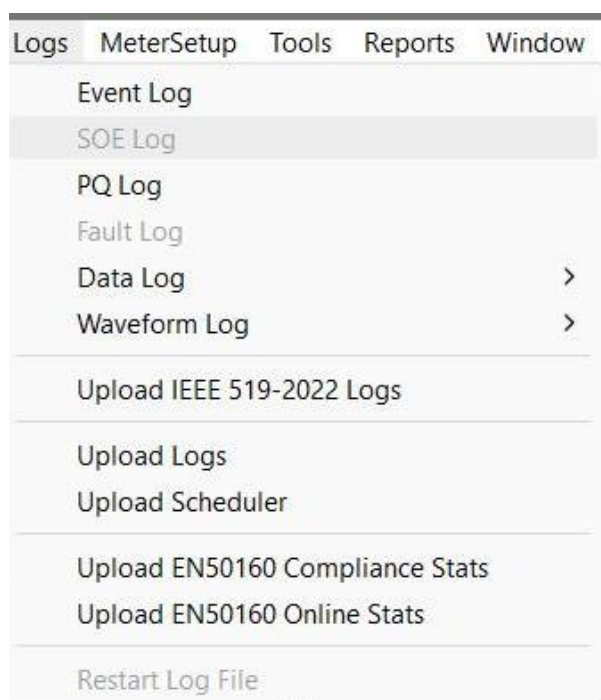 Logs MeterSetup Tools Reports Window
Event Log
SOE Log
PQ Log
Fault Log
Data Log
Waveform Log
Upload IEEE 519-2022 Logs
Upload Logs
Upload Scheduler
Upload EN50160 Compliance Stats
Upload EN50160 Online Stats
Restart Log File